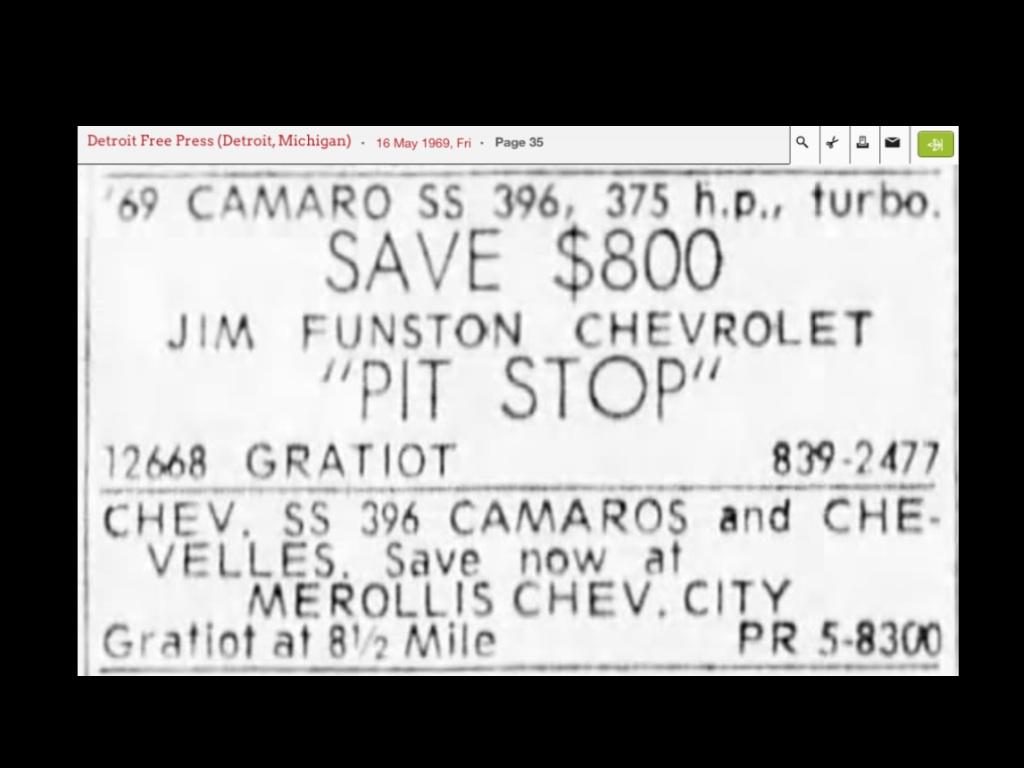 Detroit Free Press (Detroit, Michigan) · 16 May 1969, Fri · Page 35
'69 CAMARO SS 396, 375 h.p., turbo.
SAVE $800
JIM FUNSTON CHEVROLET
"PIT STOP"
12668 GRATIOT 839-2477
CHEV. SS 396 CAMAROS and CHE-
VELLES. Save now at
MEROLLIS CHEV. CITY
Gratiot at 8½ Mile PR 5-8300